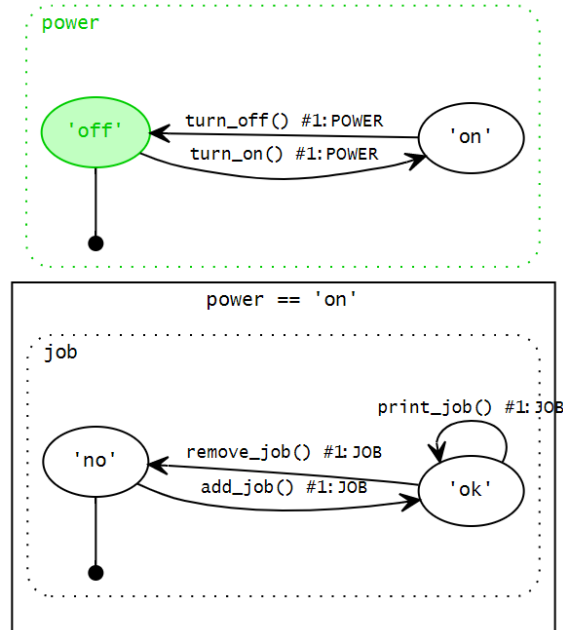 power
turn_off() #1:POWER
'off'
'on'
turn_on() #1:POWER
power == 'on'
job
print_job() #1:JOB
remove_job() #1:JOB
'no'
add_job() #1:JOB
'ok'